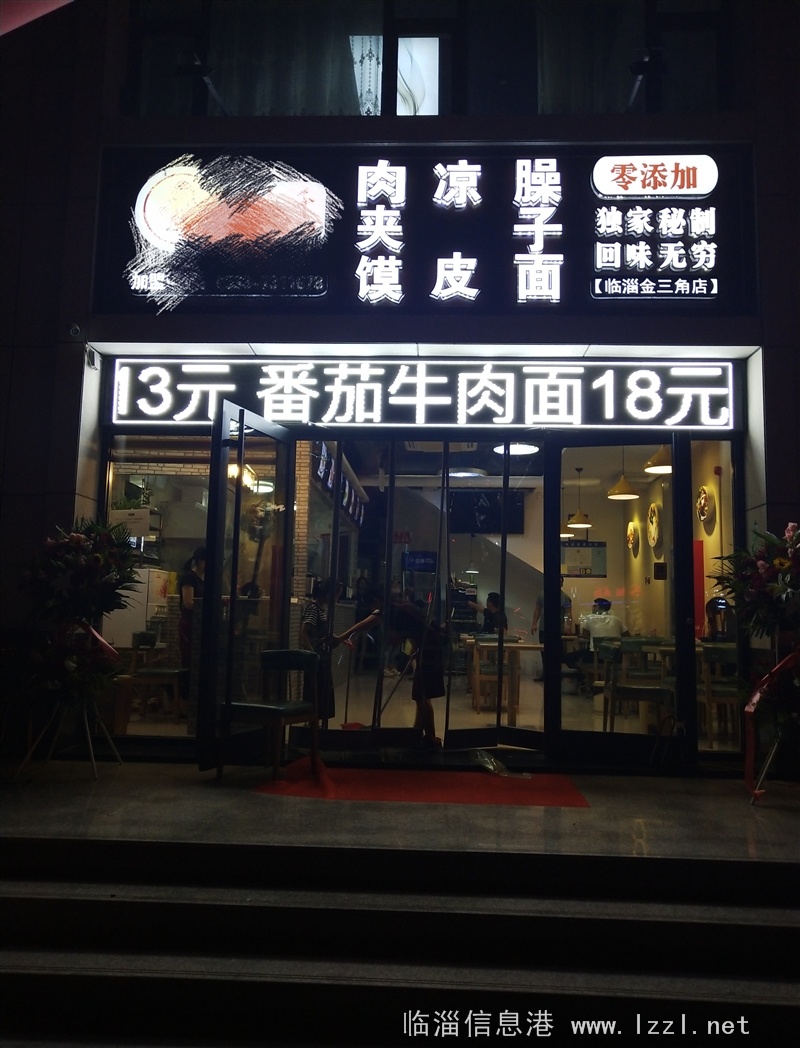 肉夹馍
凉皮
臊子面
零添加
独家秘制
回味无穷
【临淄金三角店】
13元 番茄牛肉面18元
临淄信息港 www.lzzl.net